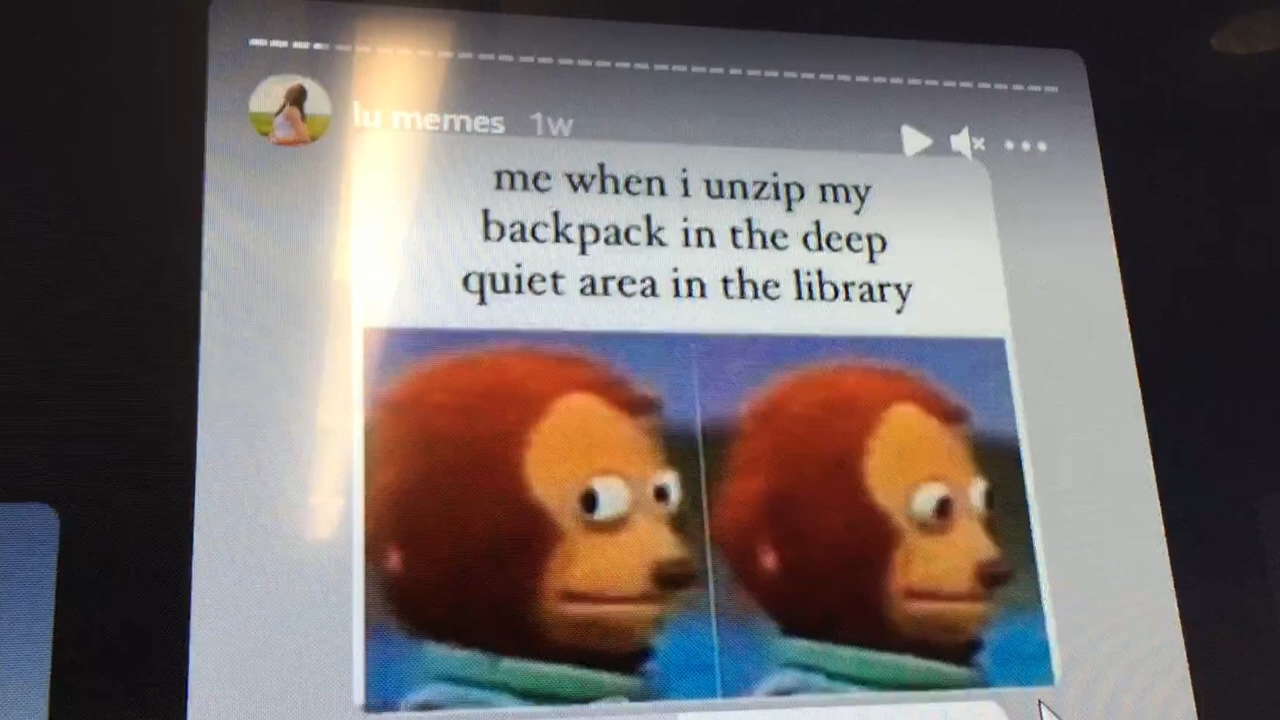 lu memes 1w
me when i unzip my
backpack in the deep
quiet area in the library